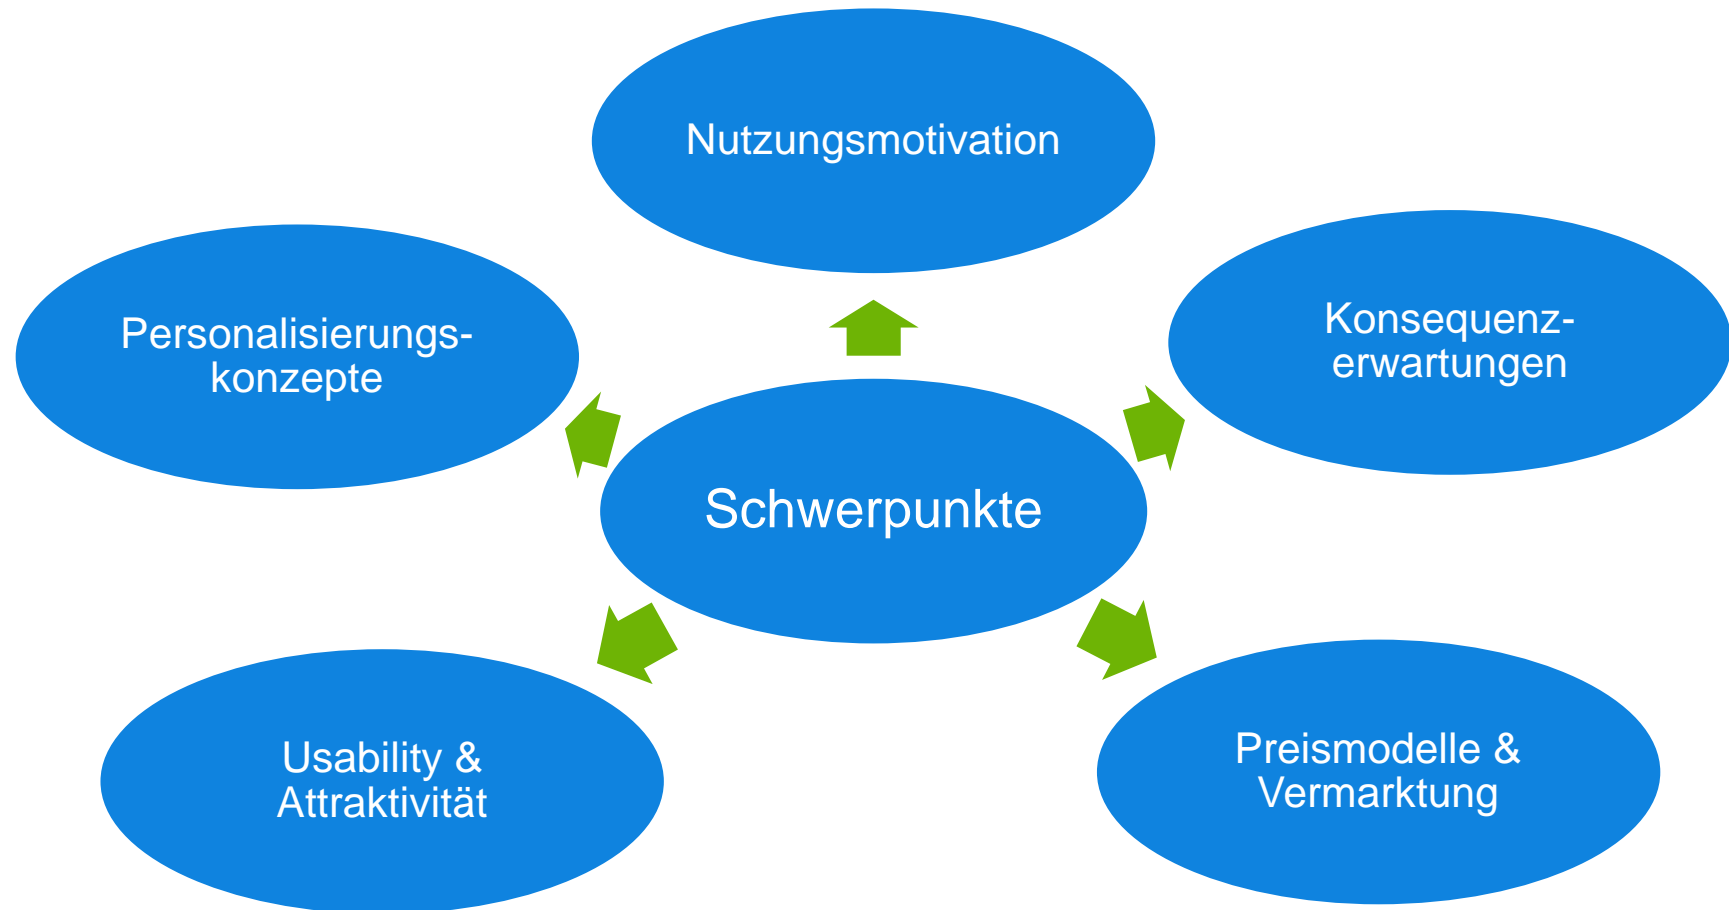 Nutzungsmotivation
Personalisierungs-
konzepte
Konsequenz-
erwartungen
Schwerpunkte
Usability &
Attraktivität
Preismodelle &
Vermarktung